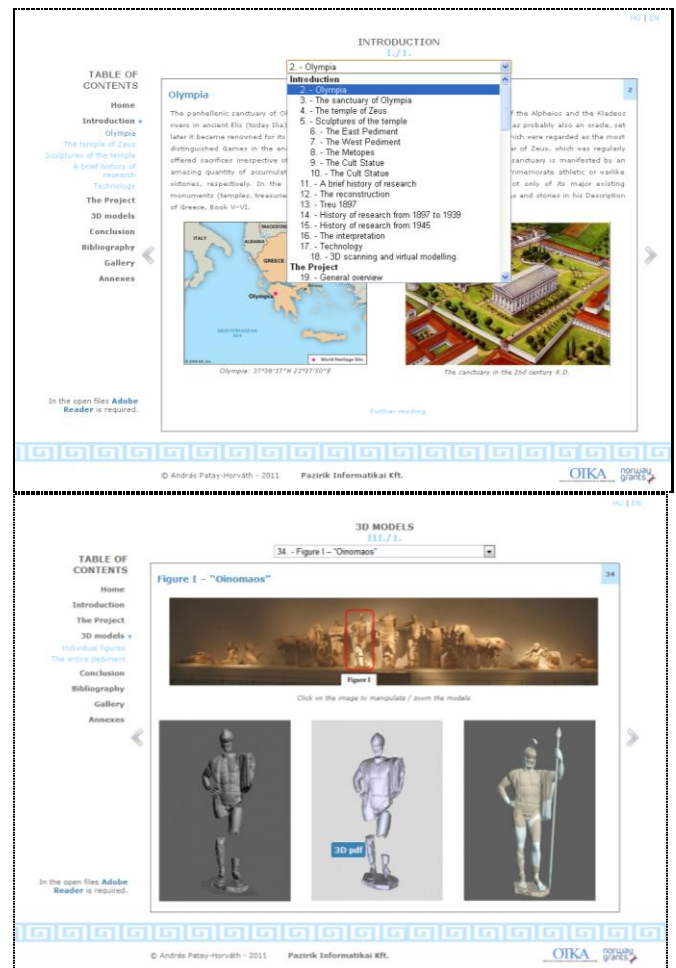 HU | EN
INTRODUCTION
I./1.
2. - Olympia
TABLE OF
CONTENTS
Home
Introduction
Olympia
The temple of Zeus
Sculptures of the temple
A brief history of
research
Technology
The Project
3D models
Conclusion
Bibliography
Gallery
Annexes
In the open files Adobe
Reader is required.
Introduction
2. - Olympia
3. - The sanctuary of Olympia
4. - The temple of Zeus
5. - Sculptures of the temple
6. - The East Pediment
7. - The West Pediment
8. - The Metopes
9. - The Cult Statue
10. - The Cult Statue
11. - A brief history of research
12. - The reconstruction
13. - Treu 1897
14. - History of research from 1897 to 1939
15. - History of research from 1945
16. - The interpretation
17. - Technology
18. - 3D scanning and virtual modelling
The Project
19. - General overview
2
Olympia
The panhellenic sanctuary of Ol f the Alpheios and the Kladeos
rivers in ancient Elis (today Ilia) as probably also an oracle, yet
later it became renowned for its which were regarded as the most
distinguished Games in the an r of Zeus, which was regularly
offered sacrifices irrespective of sanctuary is manifested by an
amazing quantity of accumulat mmemorate athletic or warlike
victories, respectively. In the ot only of its major existing
monuments (temples, treasurie s and stories in his Description
of Greece, Book V-VI.
ITALY
ALBANIA
GREECE
Olympia
MEDITERRANEAN
SEA
World Heritage Site
Olympia: 37°38'17"N 21°37'50"E
The sanctuary in the 2nd century A.D.
Further reading
© András Patay-Horváth - 2011
Pazirik Informatikai Kft.
OTKA
norway
grants
HU | EN
3D MODELS
III./1.
34. - Figure I – "Oinomaos"
TABLE OF
CONTENTS
Home
Introduction
The Project
3D models
Individual figures
The entire pediment
Conclusion
Bibliography
Gallery
Annexes
In the open files Adobe
Reader is required.
Figure I – "Oinomaos"
34
Figure I
Click on the image to manipulate / zoom the models
3D pdf
© András Patay-Horváth - 2011
Pazirik Informatikai Kft.
OTKA
norway
grants